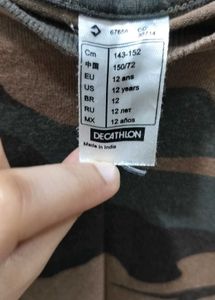 Cm 143-152
中国 150/72
EU 12 ans
US 12 years
BR 12
RU 12 лет
MX 12 años
DECATHLON
Made in India